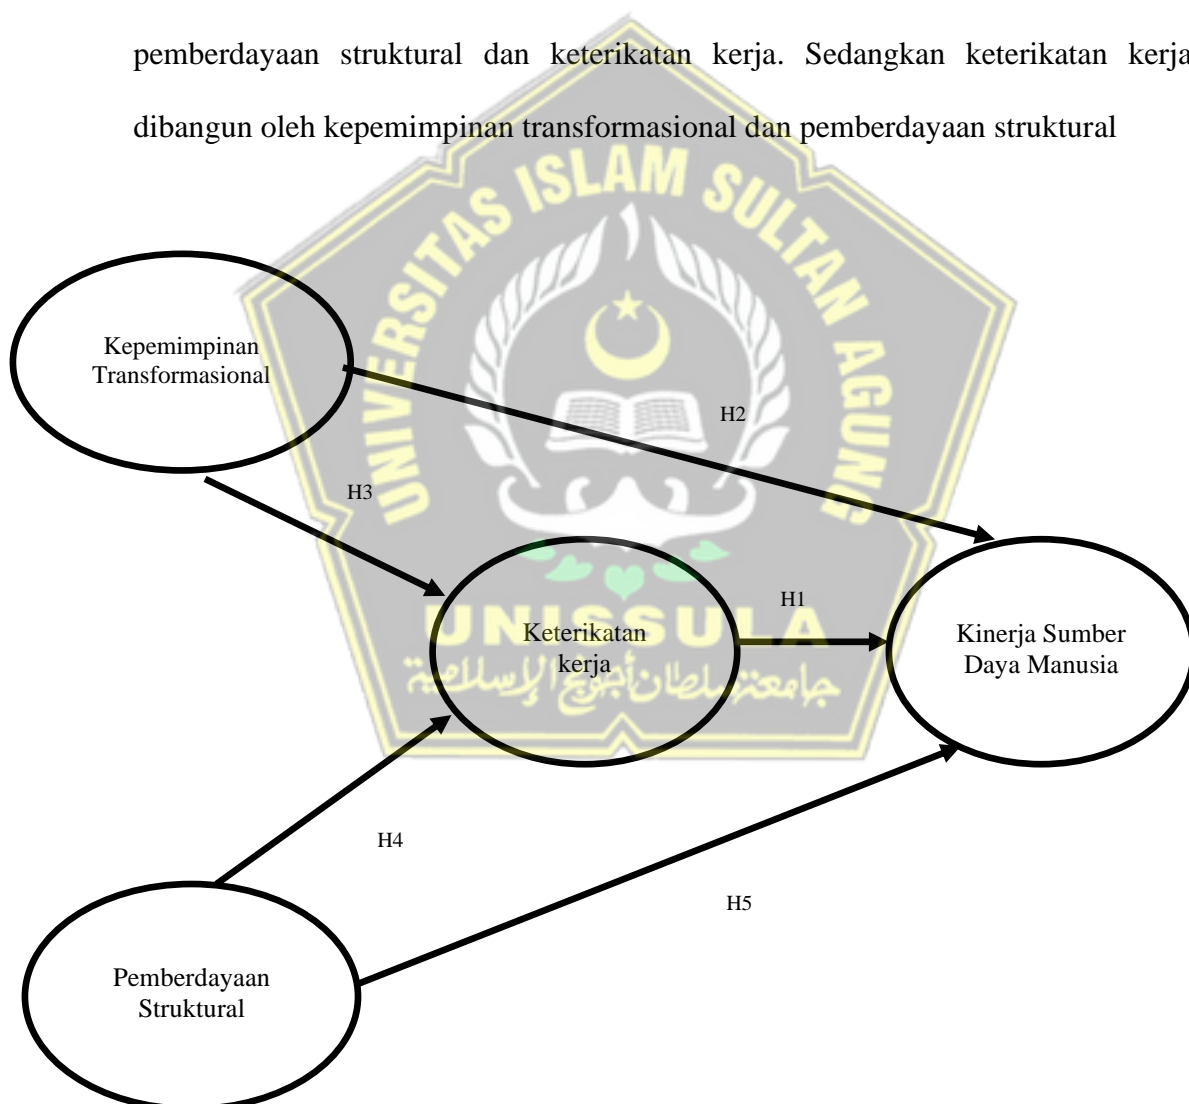 pemberdayaan struktural dan keterikatan kerja. Sedangkan keterikatan kerja
dibangun oleh kepemimpinan transformasional dan pemberdayaan struktural
UNIVERSITAS ISLAM SULTAN AGUNG
Kepemimpinan
Transformasional
H2
H3
H1
UNISSULA
Keterikatan
kerja
Kinerja Sumber
Daya Manusia
جامعة سلطان أجونج الإسلامية
H4
H5
Pemberdayaan
Struktural